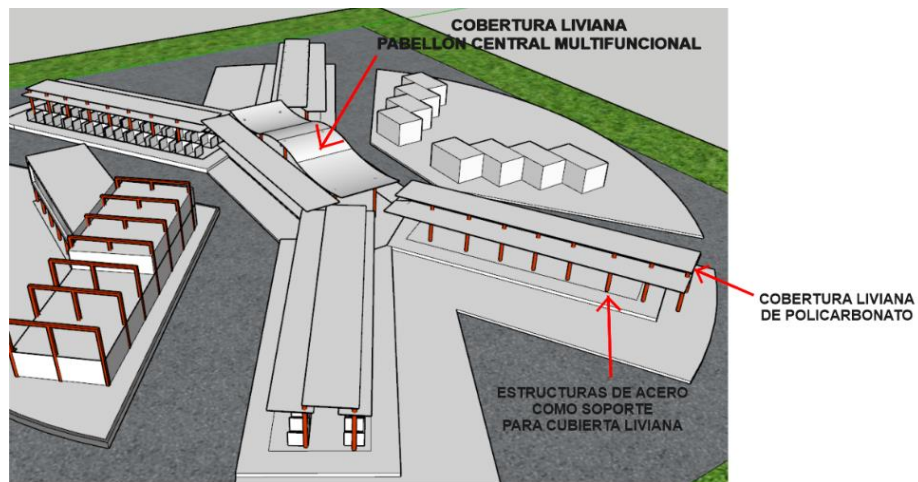 COBERTURA LIVIANA
PABELLÓN CENTRAL MULTIFUNCIONAL
COBERTURA LIVIANA
DE POLICARBONATO
ESTRUCTURAS DE ACERO
COMO SOPORTE
PARA CUBIERTA LIVIANA